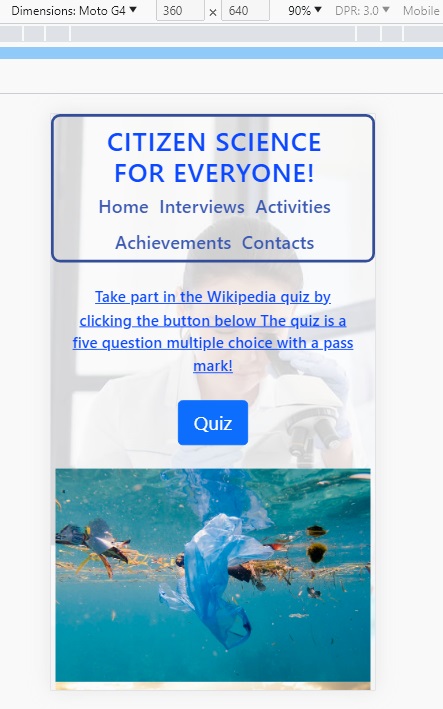 Dimensions: Moto G4 ▼ 360 x 640 90% ▼ DPR: 3.0 ▼ Mobile
CITIZEN SCIENCE
FOR EVERYONE!
Home Interviews Activities
Achievements Contacts
Take part in the Wikipedia quiz by
clicking the button below The quiz is a
five question multiple choice with a pass
mark!
Quiz